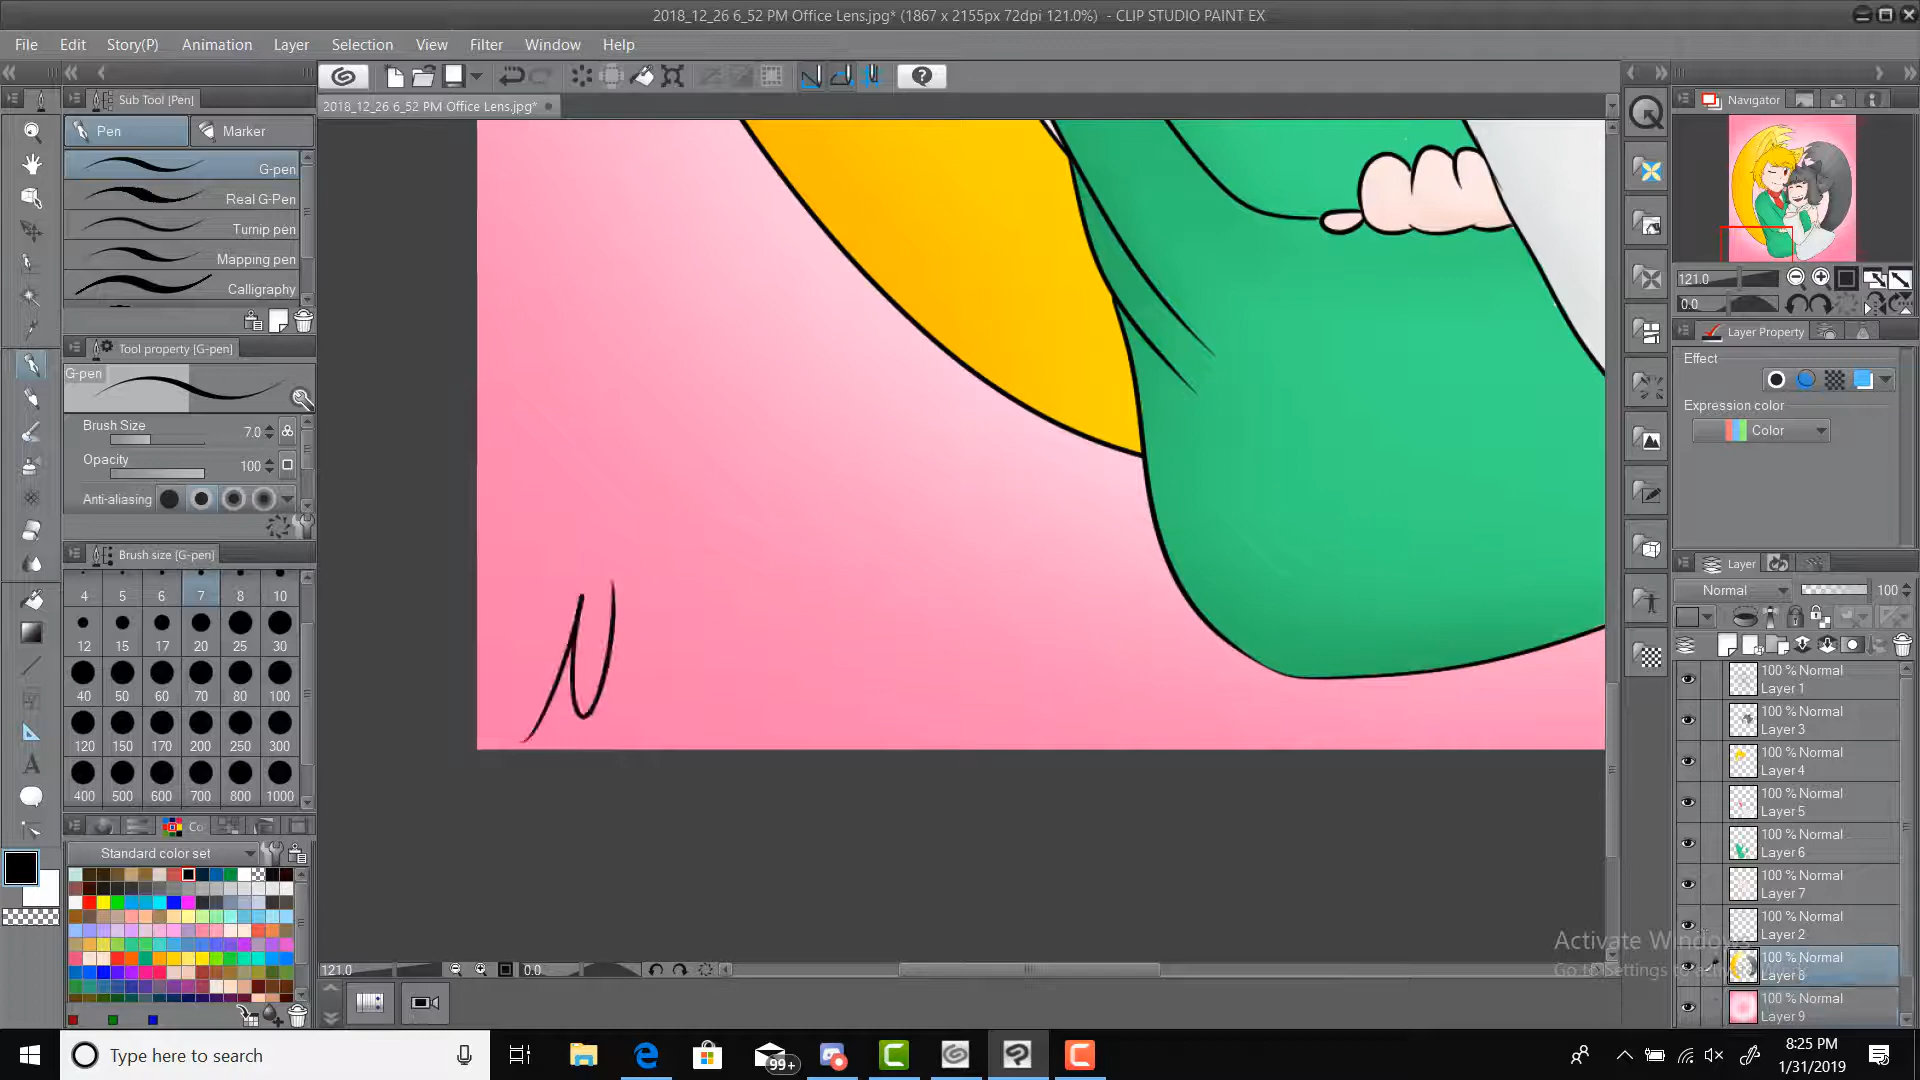 2018_12_26 6_52 PM Office Lens.jpg* (1867 x 2155px 72dpi 121.0%) - CLIP STUDIO PAINT EX
File Edit Story(P) Animation Layer Selection View Filter Window Help
Sub Tool [Pen]
Pen Marker
G-pen
Real G-Pen
Turnip pen
Mapping pen
Calligraphy
Tool property [G-pen]
G-pen
Brush Size 7.0
Opacity 100
Anti-aliasing
Brush size [G-pen]
4 5 6 7 8 10
12 15 17 20 25 30
40 50 60 70 80 100
120 150 170 200 250 300
400 500 600 700 800 1000
Co
Standard color set
2018_12_26 6_52 PM Office Lens.jpg*
121.0 0.0
Navigator
121.0
0.0
Layer Property
Effect
Expression color
Color
Layer
Normal 100
100 % Normal
Layer 1
100 % Normal
Layer 3
100 % Normal
Layer 4
100 % Normal
Layer 5
100 % Normal
Layer 6
100 % Normal
Layer 7
100 % Normal
Layer 2
100 % Normal
Layer 8
100 % Normal
Layer 9
Activate Windows
Go to Settings to
Type here to search
99+
8:25 PM
1/31/2019